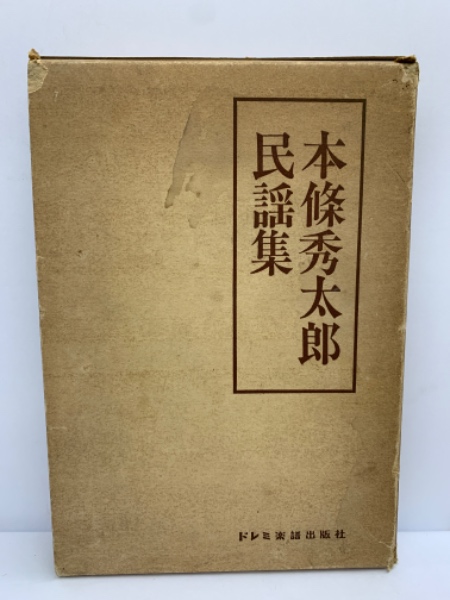 本條秀太郎
民謡集
ドレミ楽譜出版社